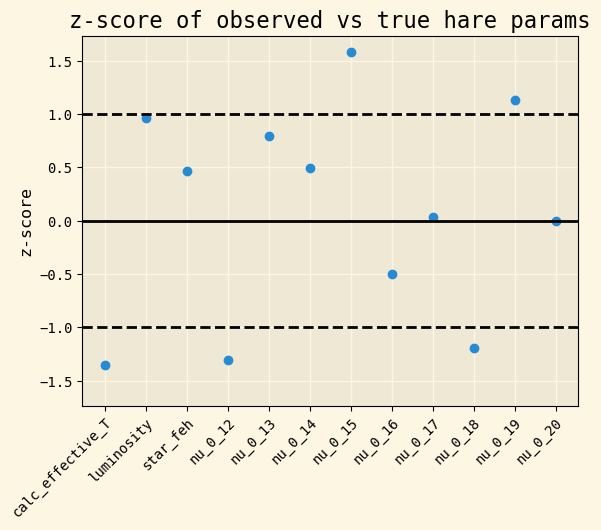 z-score of observed vs true hare params
z-score
1.5
1.0
0.5
0.0
−0.5
−1.0
−1.5
calc_effective_T
luminosity
star_feh
nu_0_12
nu_0_13
nu_0_14
nu_0_15
nu_0_16
nu_0_17
nu_0_18
nu_0_19
nu_0_20